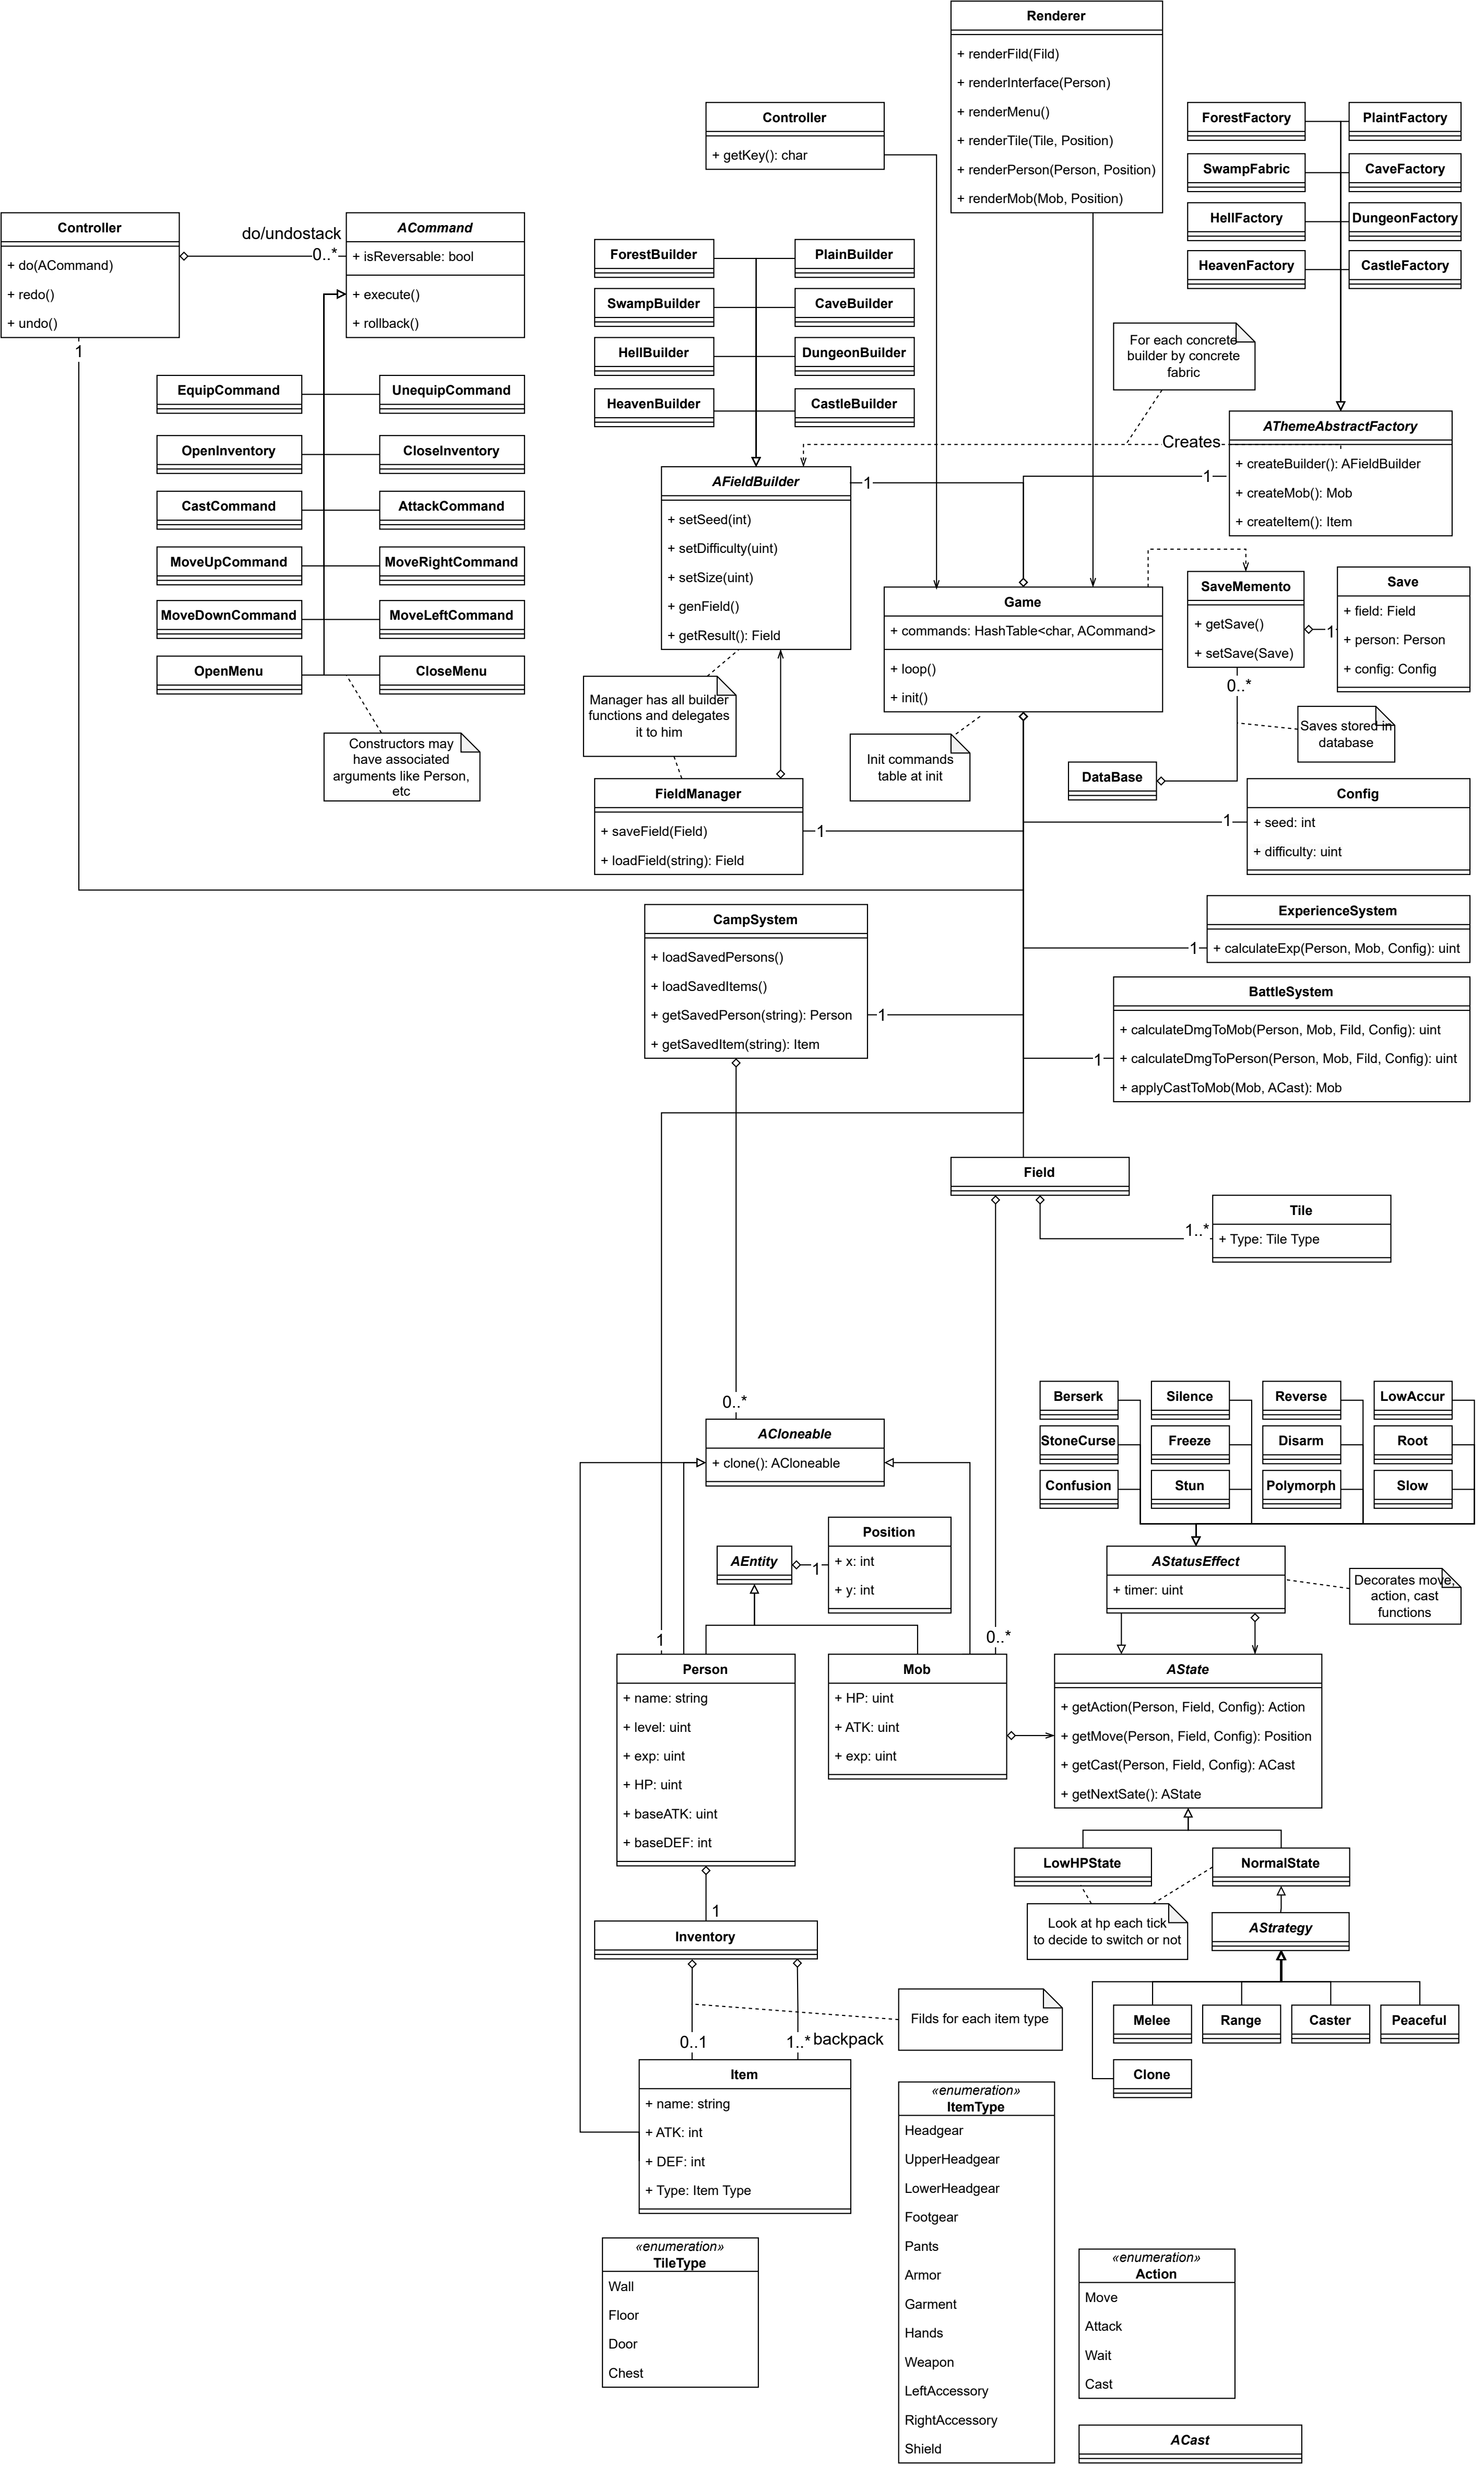 Renderer
+ renderFild(Fild)
+ renderInterface(Person)
+ renderMenu()
+ renderTile(Tile, Position)
+ renderPerson(Person, Position)
+ renderMob(Mob, Position)
Controller
+ getKey(): char
ForestFactory
PlaintFactory
SwampFabric
CaveFactory
HellFactory
DungeonFactory
HeavenFactory
CastleFactory
Controller
+ do(ACommand)
+ redo()
+ undo()
1
do/undostack
0..*
ACommand
+ isReversable: bool
+ execute()
+ rollback()
ForestBuilder
PlainBuilder
SwampBuilder
CaveBuilder
HellBuilder
DungeonBuilder
HeavenBuilder
CastleBuilder
For each concrete
builder by concrete
fabric
EquipCommand
UnequipCommand
OpenInventory
CloseInventory
CastCommand
AttackCommand
MoveUpCommand
MoveRightCommand
MoveDownCommand
MoveLeftCommand
OpenMenu
CloseMenu
Constructors may
have associated
arguments like Person,
etc
Creates
AThemeAbstractFactory
+ createBuilder(): AFieldBuilder
+ createMob(): Mob
+ createItem(): Item
1
AFieldBuilder
+ setSeed(int)
+ setDifficulty(uint)
+ setSize(uint)
+ genField()
+ getResult(): Field
1
Game
+ commands: HashTable<char, ACommand>
+ loop()
+ init()
SaveMemento
+ getSave()
+ setSave(Save)
1
Save
+ field: Field
+ person: Person
+ config: Config
0..*
Manager has all builder
functions and delegates
it to him
Init commands
table at init
Saves stored in
database
DataBase
FieldManager
+ saveField(Field)
+ loadField(string): Field
1
1
Config
+ seed: int
+ difficulty: uint
CampSystem
+ loadSavedPersons()
+ loadSavedItems()
+ getSavedPerson(string): Person
+ getSavedItem(string): Item
1
1
ExperienceSystem
+ calculateExp(Person, Mob, Config): uint
1
BattleSystem
+ calculateDmgToMob(Person, Mob, Fild, Config): uint
+ calculateDmgToPerson(Person, Mob, Fild, Config): uint
+ applyCastToMob(Mob, ACast): Mob
Field
1..*
Tile
+ Type: Tile Type
0..*
ACloneable
+ clone(): ACloneable
Berserk
Silence
Reverse
LowAccur
StoneCurse
Freeze
Disarm
Root
Confusion
Stun
Polymorph
Slow
AEntity
1
Position
+ x: int
+ y: int
AStatusEffect
+ timer: uint
Decorates move,
action, cast
functions
1
0..*
Person
+ name: string
+ level: uint
+ exp: uint
+ HP: uint
+ baseATK: uint
+ baseDEF: int
Mob
+ HP: uint
+ ATK: uint
+ exp: uint
AState
+ getAction(Person, Field, Config): Action
+ getMove(Person, Field, Config): Position
+ getCast(Person, Field, Config): ACast
+ getNextSate(): AState
LowHPState
NormalState
Look at hp each tick
to decide to switch or not
AStrategy
Melee
Range
Caster
Peaceful
Clone
1
Inventory
Filds for each item type
0..1
1..*
backpack
Item
+ name: string
+ ATK: int
+ DEF: int
+ Type: Item Type
«enumeration»
ItemType
Headgear
UpperHeadgear
LowerHeadgear
Footgear
Pants
Armor
Garment
Hands
Weapon
LeftAccessory
RightAccessory
Shield
«enumeration»
TileType
Wall
Floor
Door
Chest
«enumeration»
Action
Move
Attack
Wait
Cast
ACast